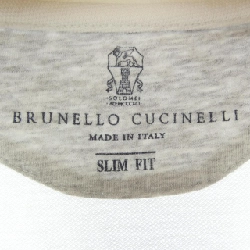 SOLOMEO
BRUNELLO CUCINELLI
MADE IN ITALY
SLIM FIT